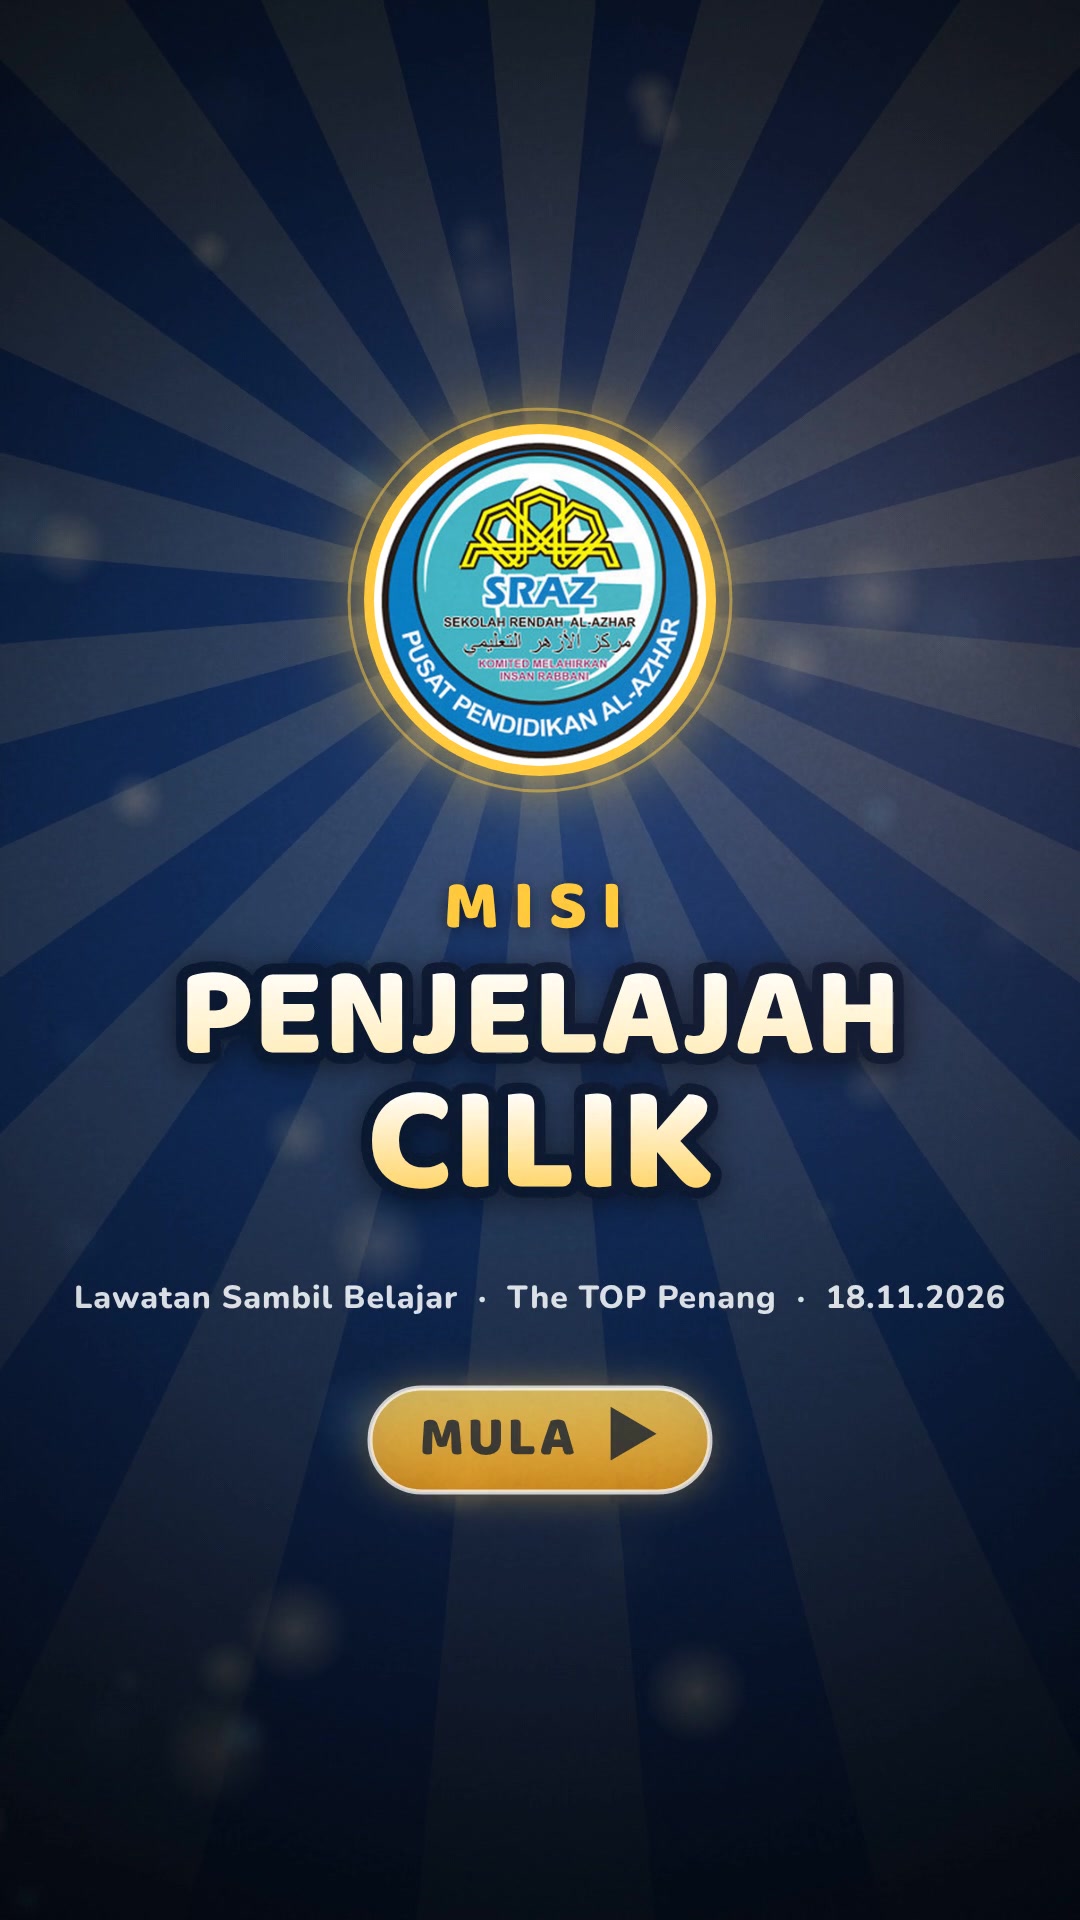 SRAZ
SEKOLAH RENDAH AL-AZHAR
مركز الأزهر التعليمي
KOMITED MELAHIRKAN
INSAN RABBANI
PUSAT PENDIDIKAN AL-AZHAR
MISI
PENJELAJAH
CILIK
Lawatan Sambil Belajar · The TOP Penang · 18.11.2026
MULA